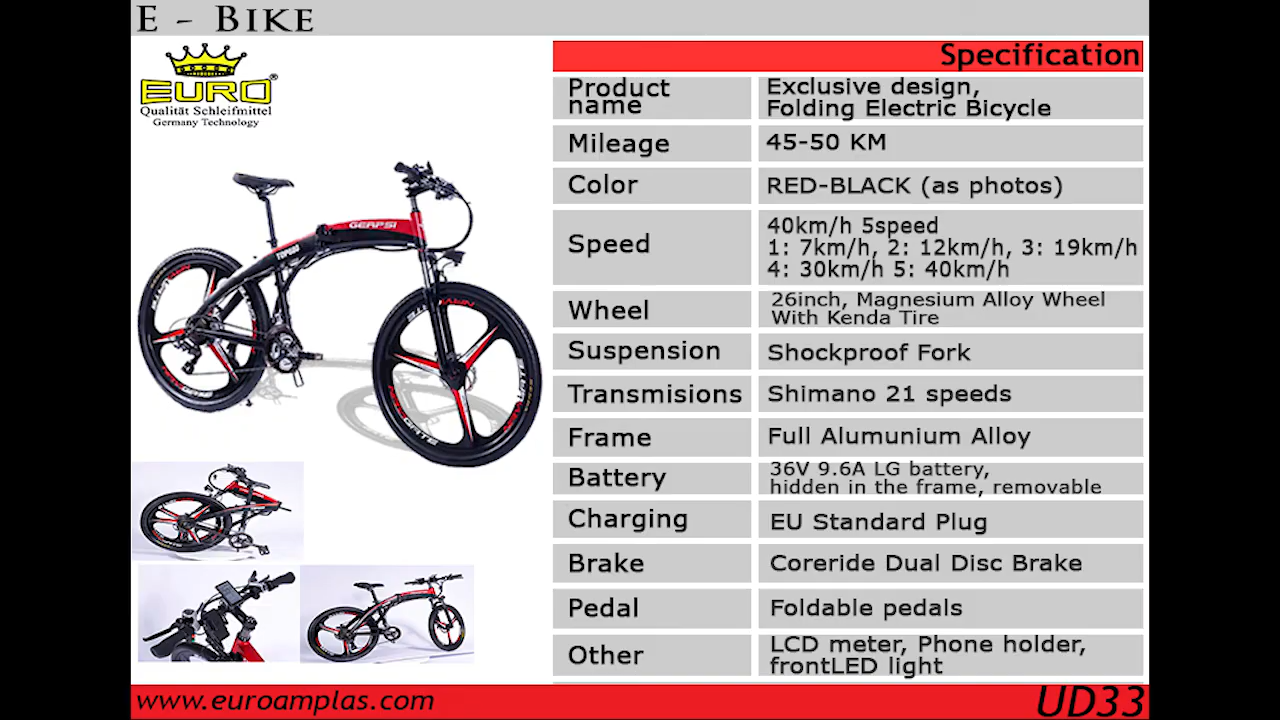 E - BIKE
EURO®
Qualität Schleifmittel
Germany Technology
GEAPSI
Specification
Product name
Exclusive design,
Folding Electric Bicycle
Mileage
45-50 KM
Color
RED-BLACK (as photos)
Speed
40km/h 5speed
1: 7km/h, 2: 12km/h, 3: 19km/h
4: 30km/h 5: 40km/h
Wheel
26inch, Magnesium Alloy Wheel
With Kenda Tire
Suspension
Shockproof Fork
Transmisions
Shimano 21 speeds
Frame
Full Alumunium Alloy
Battery
36V 9.6A LG battery,
hidden in the frame, removable
Charging
EU Standard Plug
Brake
Coreride Dual Disc Brake
Pedal
Foldable pedals
Other
LCD meter, Phone holder,
frontLED light
www.euroamplas.com
UD33